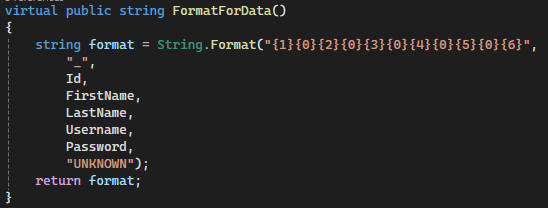 virtual public string FormatForData()
{
    string format = String.Format("{1}{0}{2}{0}{3}{0}{4}{0}{5}{0}{6}",
        "_",
        Id,
        FirstName,
        LastName,
        Username,
        Password,
        "UNKNOWN");
    return format;
}